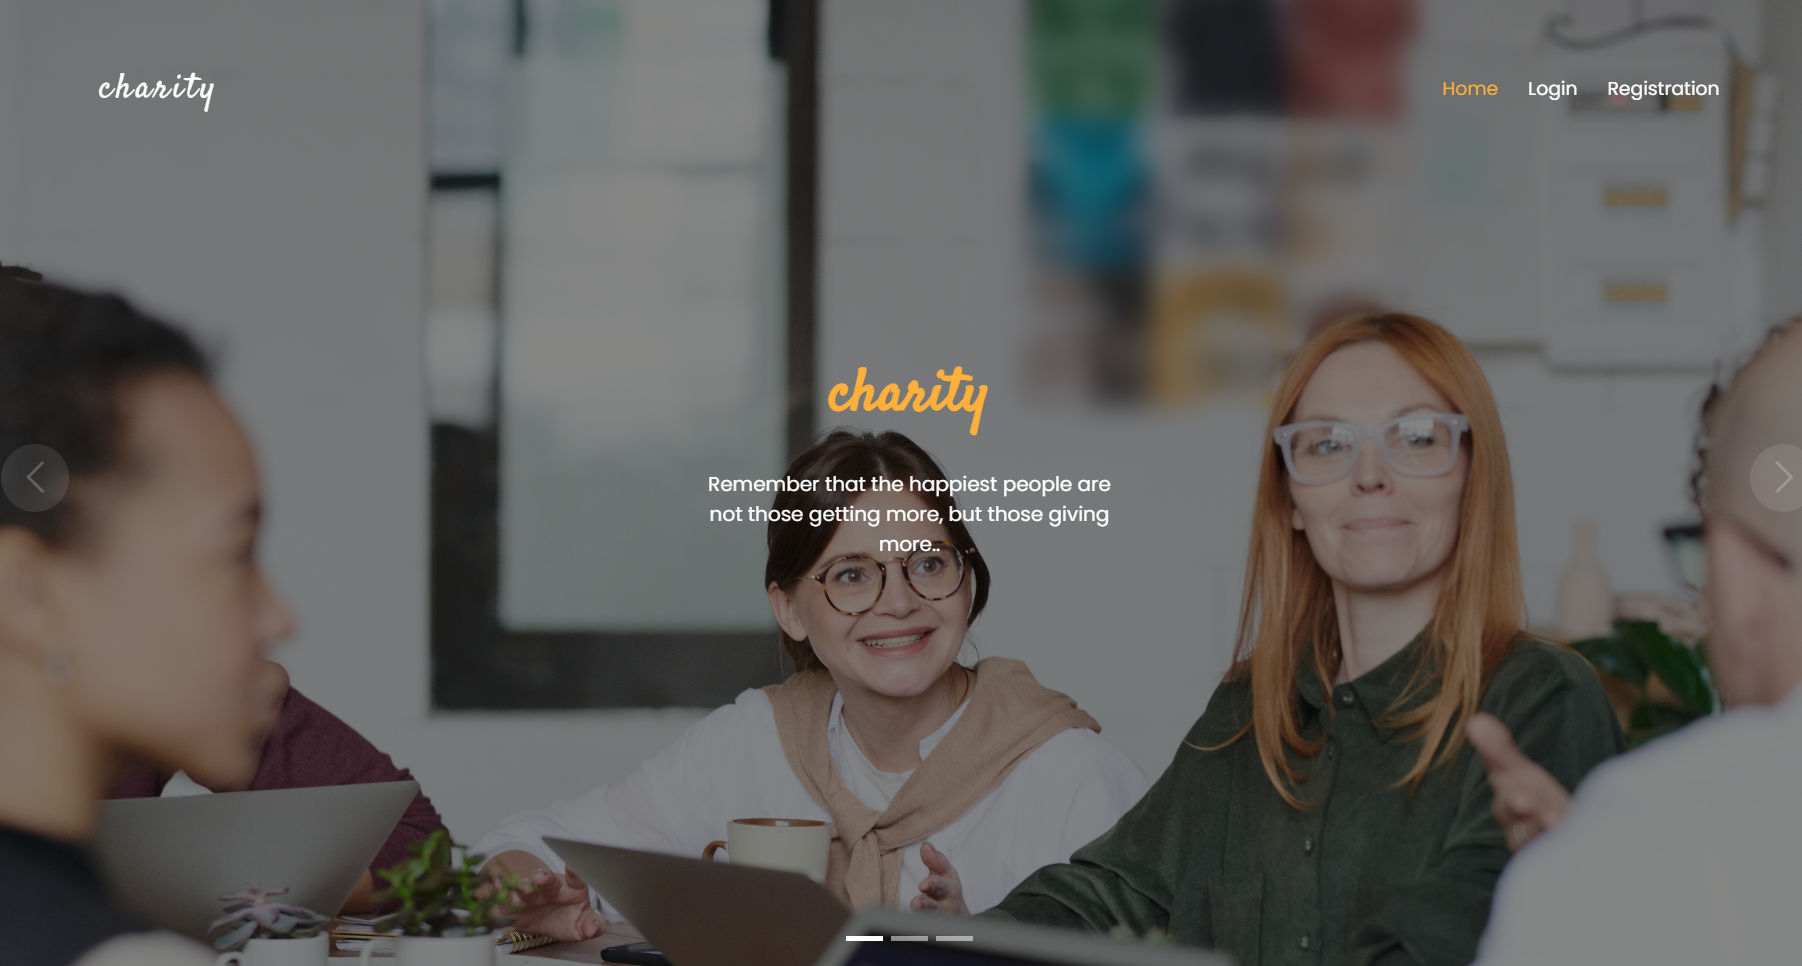 charity
Home Login Registration
charity
Remember that the happiest people are
not those getting more, but those giving
more..